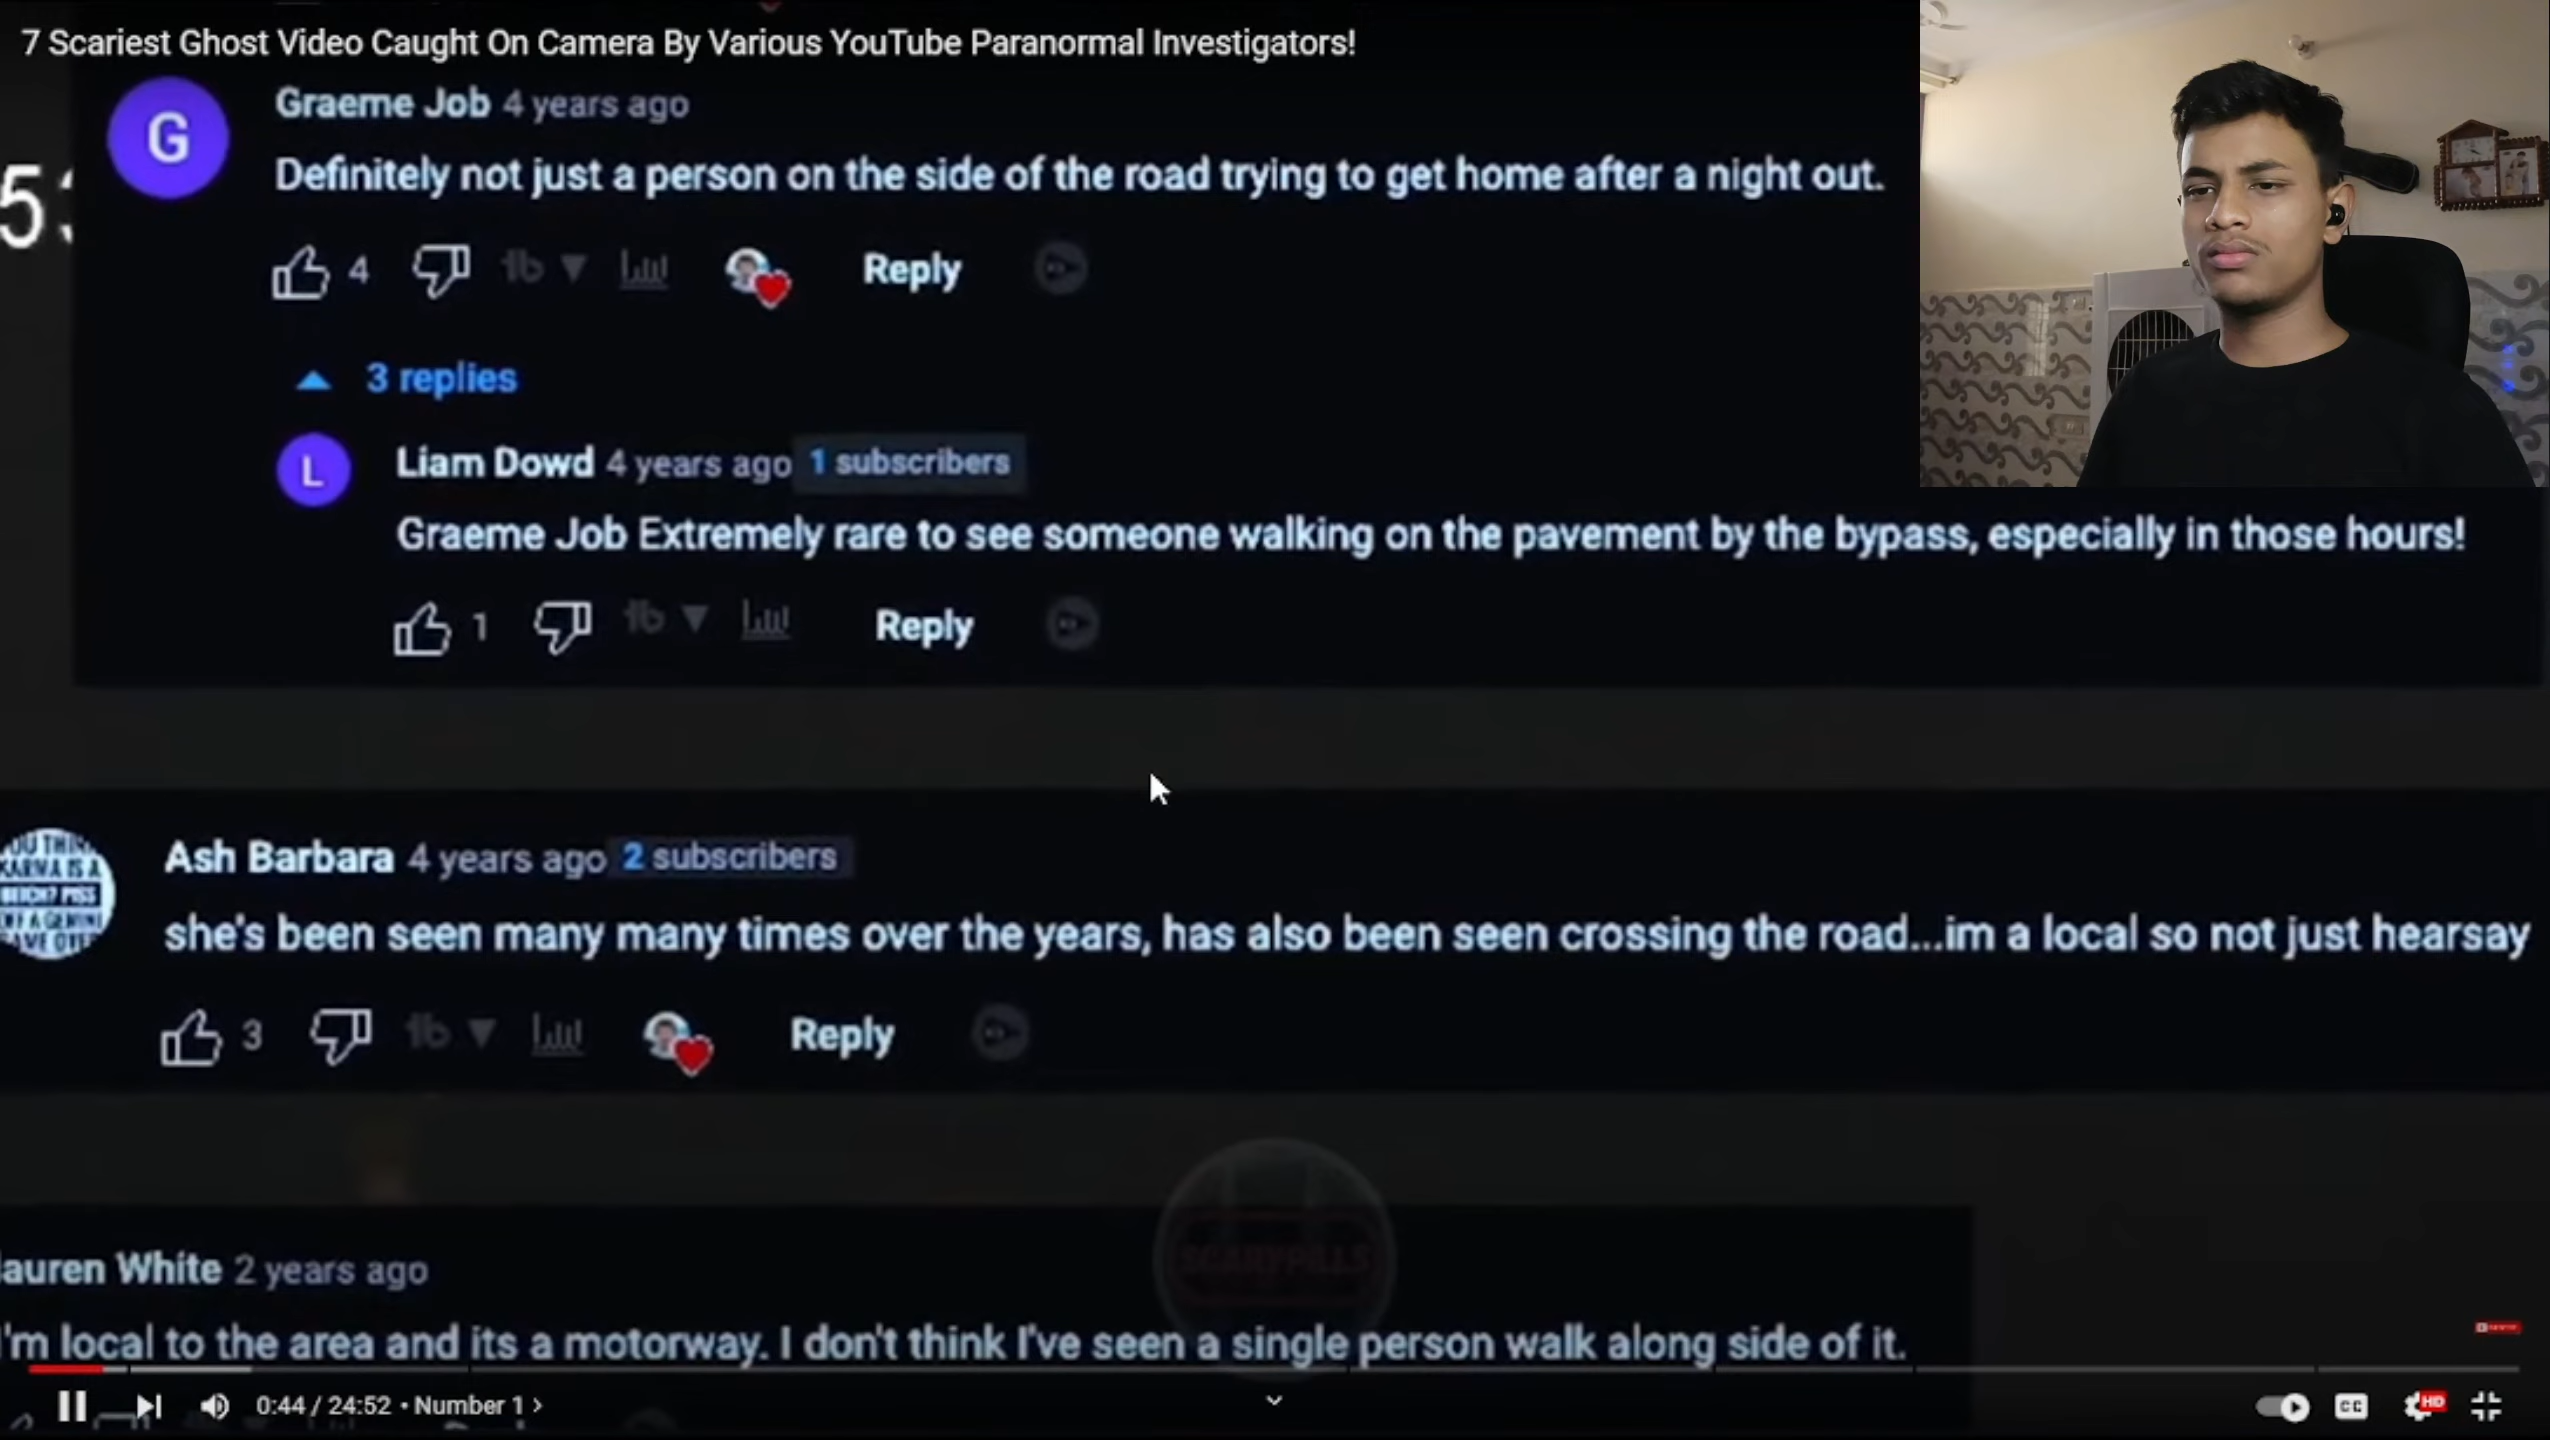 7 Scariest Ghost Video Caught On Camera By Various YouTube Paranormal Investigators!
G
Graeme Job 4 years ago
Definitely not just a person on the side of the road trying to get home after a night out.
4
Reply
3 replies
L
Liam Dowd 4 years ago 1 subscribers
Graeme Job Extremely rare to see someone walking on the pavement by the bypass, especially in those hours!
1
Reply
Ash Barbara 4 years ago 2 subscribers
she's been seen many many times over the years, has also been seen crossing the road...im a local so not just hearsay
3
Reply
SCARYPILLS
auren White 2 years ago
I'm local to the area and its a motorway. I don't think I've seen a single person walk along side of it.
0:44 / 24:52 • Number 1 ›
CC
HD